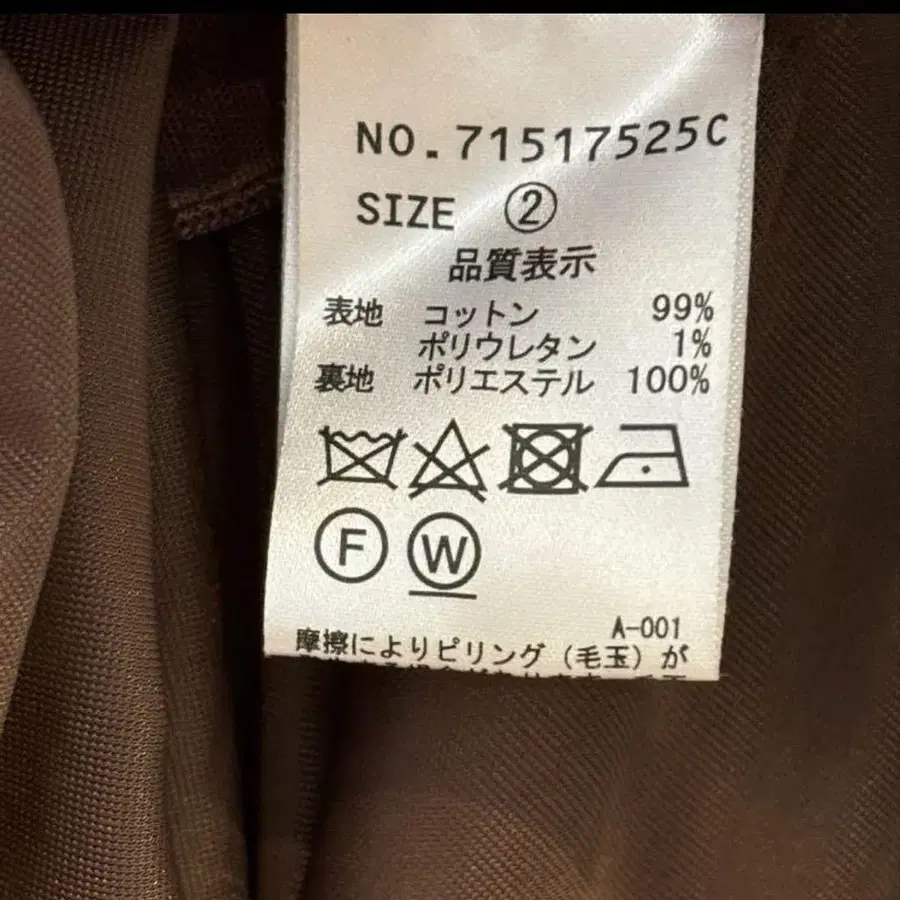 NO.71517525C
SIZE ②
品質表示
表地 コットン 99%
ポリウレタン 1%
裏地 ポリエステル 100%
F W
A-001
摩擦によりピリング(毛玉)が